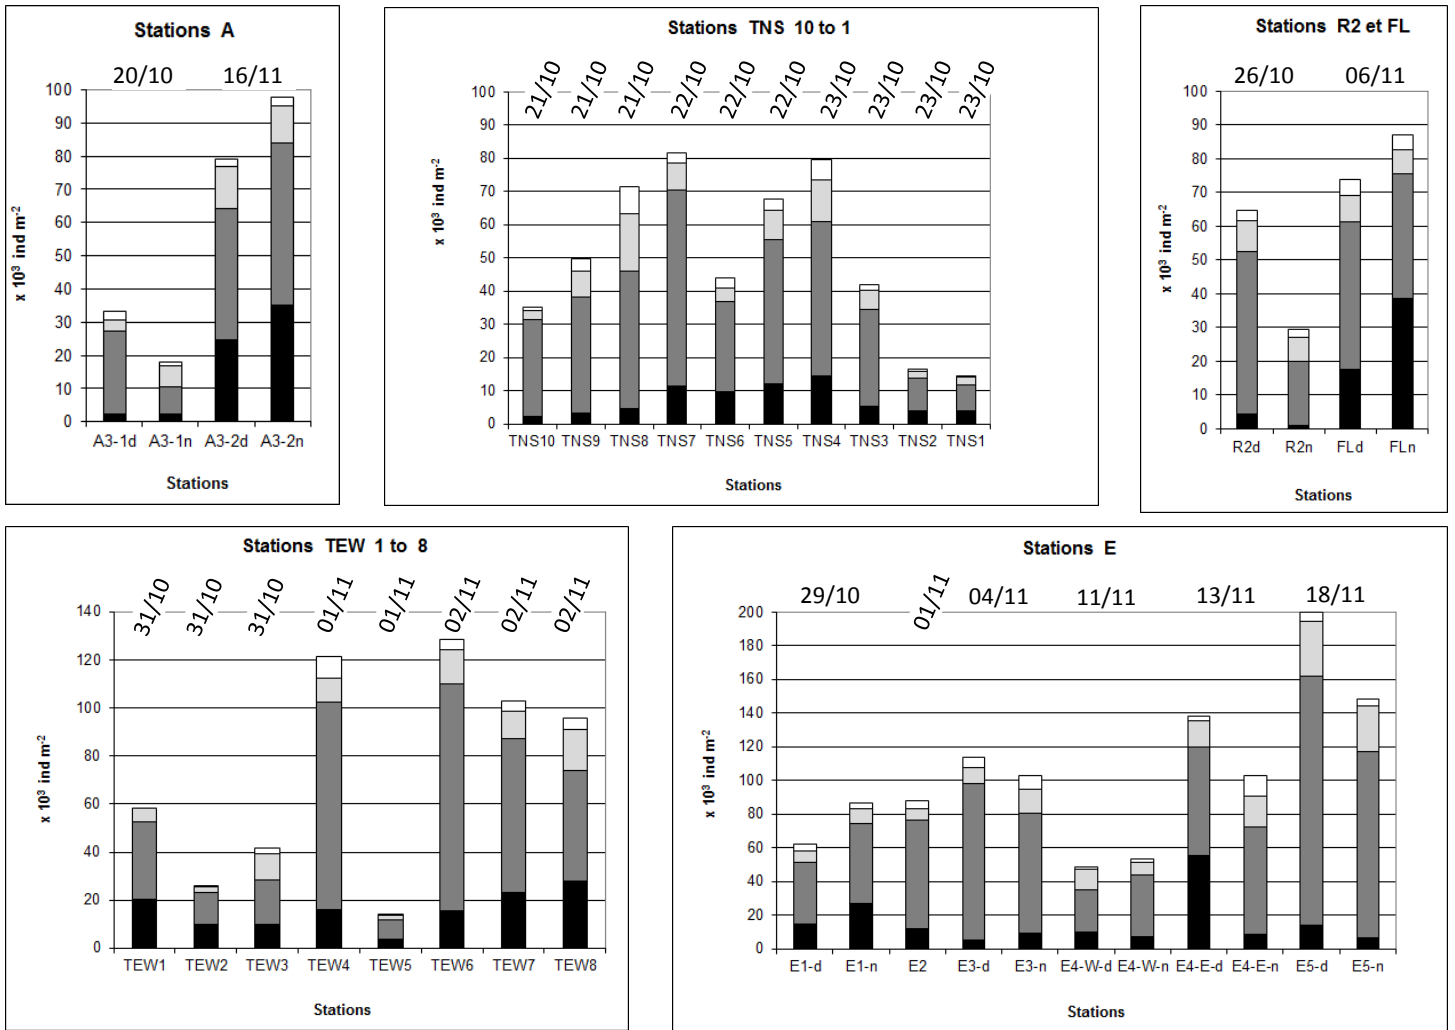 Stations A
20/10 16/11
100
90
80
70
60
50
40
30
20
10
0
x 10³ ind m⁻²
A3-1d A3-1n A3-2d A3-2n
Stations
Stations TNS 10 to 1
21/10 21/10 21/10 22/10 22/10 22/10 23/10 23/10 23/10 23/10
100
90
80
70
60
50
40
30
20
10
0
x 10³ ind m⁻²
TNS10 TNS9 TNS8 TNS7 TNS6 TNS5 TNS4 TNS3 TNS2 TNS1
Stations
Stations R2 et FL
26/10 06/11
100
90
80
70
60
50
40
30
20
10
0
x 10³ ind m⁻²
R2d R2n FLd FLn
Stations
Stations TEW 1 to 8
31/10 31/10 31/10 01/11 01/11 02/11 02/11 02/11
140
120
100
80
60
40
20
0
x 10³ ind m⁻²
TEW1 TEW2 TEW3 TEW4 TEW5 TEW6 TEW7 TEW8
Stations
Stations E
29/10 01/11 04/11 11/11 13/11 18/11
200
180
160
140
120
100
80
60
40
20
0
x 10³ ind m⁻²
E1-d E1-n E2 E3-d E3-n E4-W-d E4-W-n E4-E-d E4-E-n E5-d E5-n
Stations